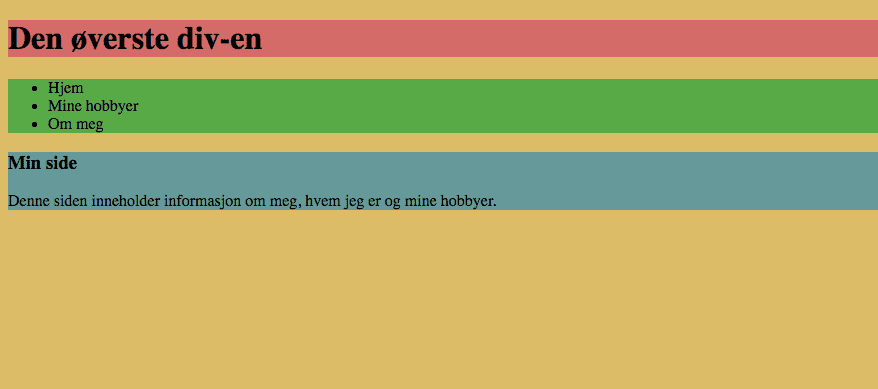 Den øverste div-en
Hjem
Mine hobbyer
Om meg
Min side
Denne siden inneholder informasjon om meg, hvem jeg er og mine hobbyer.